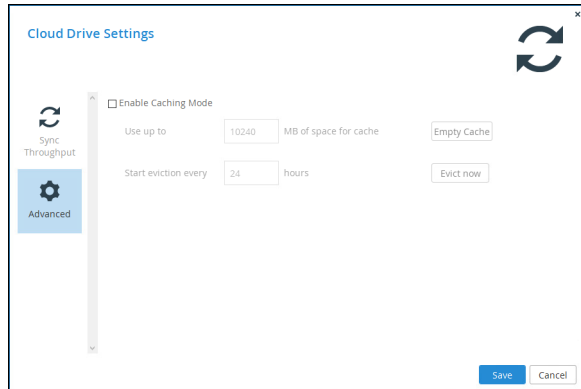 Cloud Drive Settings
Sync
Throughput
Advanced
Enable Caching Mode
Use up to 10240 MB of space for cache Empty Cache
Start eviction every 24 hours Evict now
Save Cancel